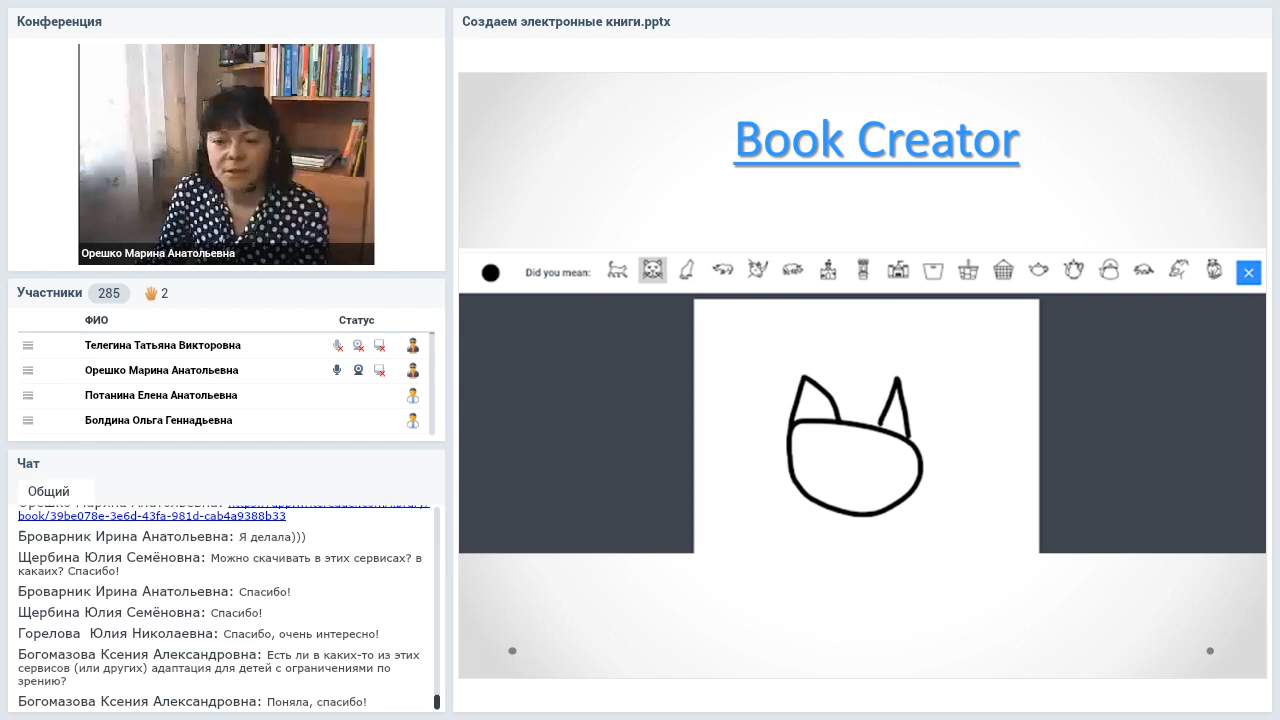 Конференция
Орешко Марина Анатольевна
Участники 285 2
ФИО Статус
Телегина Татьяна Викторовна
Орешко Марина Анатольевна
Потанина Елена Анатольевна
Болдина Ольга Геннадьевна
Чат
Общий
Орешко Марина Анатольевна:
book/39be078e-3e6d-43fa-981d-cab4a9388b33
Броварник Ирина Анатольевна: Я делала)))
Щербина Юлия Семёновна: Можно скачивать в этих сервисах? в
какаих? Спасибо!
Броварник Ирина Анатольевна: Спасибо!
Щербина Юлия Семёновна: Спасибо!
Горелова Юлия Николаевна: Спасибо, очень интересно!
Богомазова Ксения Александровна: Есть ли в каких-то из этих
сервисов (или других) адаптация для детей с ограничениями по
зрению?
Богомазова Ксения Александровна: Поняла, спасибо!
Создаем электронные книги.pptx
Book Creator
Did you mean: